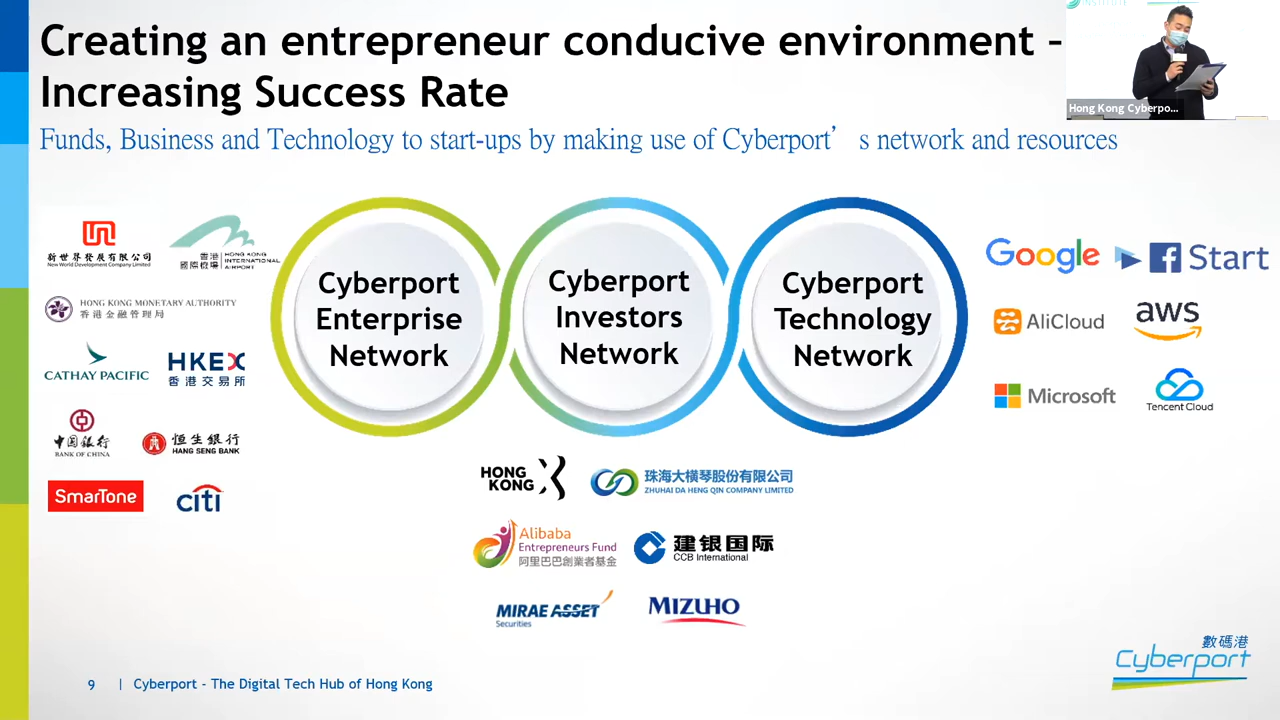 Creating an entrepreneur conducive environment –
Increasing Success Rate
Funds, Business and Technology to start-ups by making use of Cyberport’s network and resources
INSTITUTE
Hong Kong Cyberpo...
新世界發展有限公司
New World Development Company Limited
香港
國際機場
HONG KONG
INTERNATIONAL
AIRPORT
HONG KONG MONETARY AUTHORITY
香港金融管理局
CATHAY PACIFIC
HKEX
香港交易所
中國銀行
BANK OF CHINA
恒生銀行
HANG SENG BANK
SmarTone
citi
Cyberport
Enterprise
Network
Cyberport
Investors
Network
Cyberport
Technology
Network
HONG
KONG X
珠海大横琴股份有限公司
ZHUHAI DA HENG QIN COMPANY LIMITED
Alibaba
Entrepreneurs Fund
阿里巴巴創業者基金
建银国际
CCB International
MIRAE ASSET
Securities
MIZUHO
Google
f Start
AliCloud
aws
Microsoft
Tencent Cloud
數碼港
Cyberport
9 | Cyberport – The Digital Tech Hub of Hong Kong